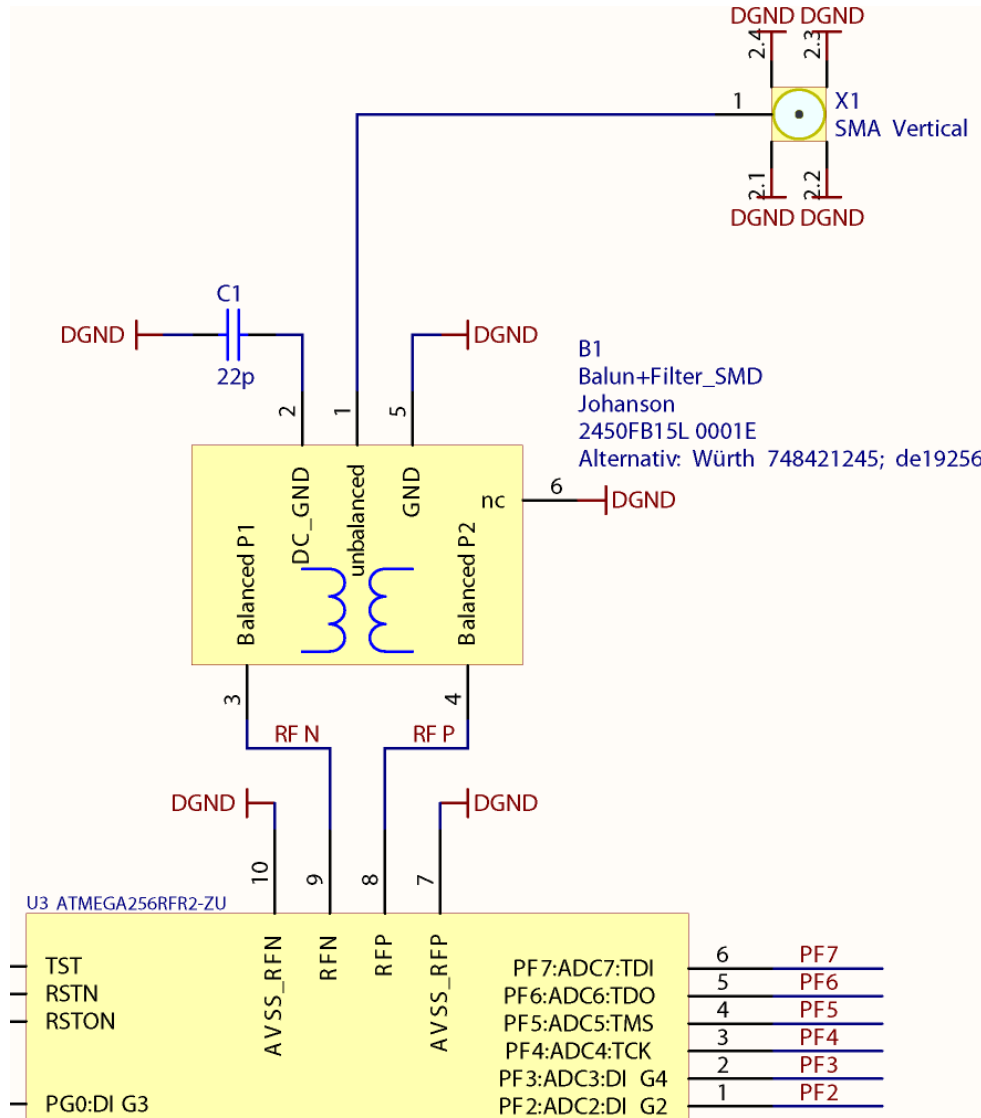 DGND DGND
2.4
2.3
1
X1
SMA Vertical
2.1
2.2
DGND DGND
C1
DGND
22p
DGND
B1
Balun+Filter_SMD
Johanson
2450FB15L 0001E
Alternativ: Würth 748421245; de19256
2
1
5
DC_GND
unbalanced
GND
nc
6
DGND
Balanced P1
Balanced P2
3
4
RF N
RF P
DGND
DGND
10
9
8
7
U3 ATMEGA256RFR2-ZU
AVSS_RFN
RFN
RFP
AVSS_RFP
TST
RSTN
RSTON
PG0:DI G3
PF7:ADC7:TDI
6
PF7
PF6:ADC6:TDO
5
PF6
PF5:ADC5:TMS
4
PF5
PF4:ADC4:TCK
3
PF4
PF3:ADC3:DI G4
2
PF3
PF2:ADC2:DI G2
1
PF2